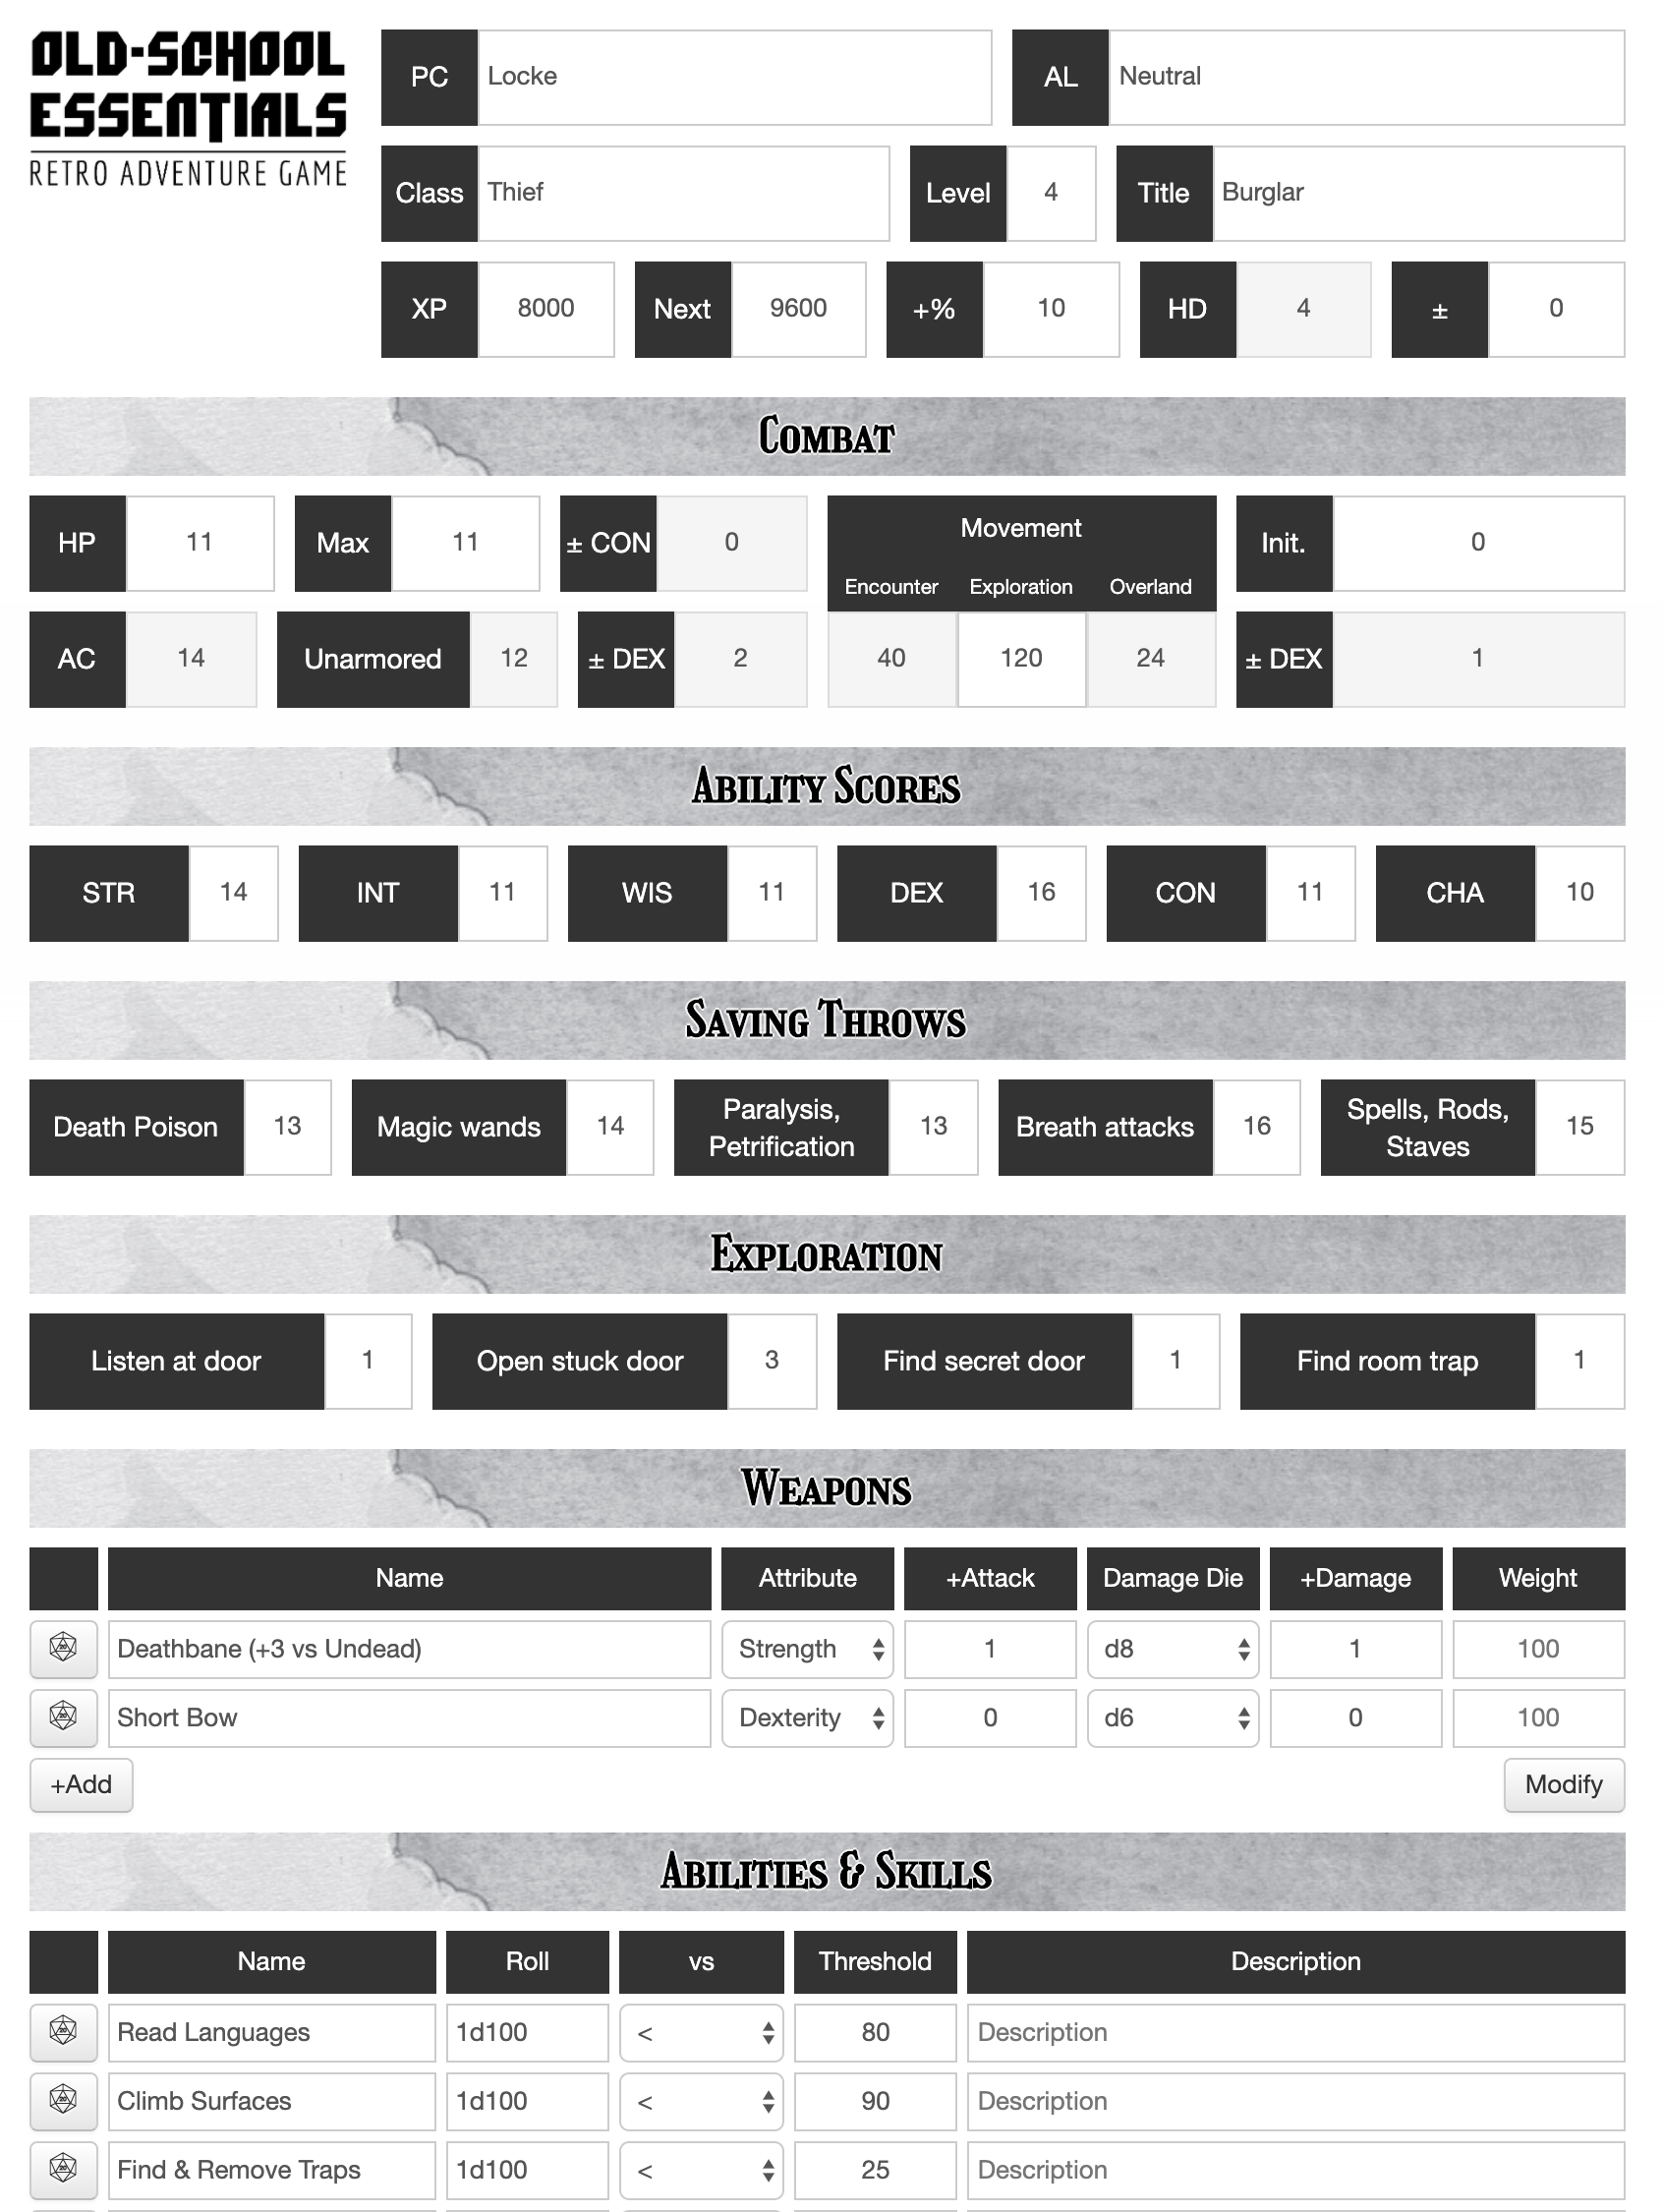 OLD-SCHOOL
ESSENTIALS
RETRO ADVENTURE GAME
PC Locke AL Neutral
Class Thief Level 4 Title Burglar
XP 8000 Next 9600 +% 10 HD 4 ± 0
COMBAT
HP 11 Max 11 ± CON 0 Movement Init. 0
Encounter Exploration Overland
AC 14 Unarmored 12 ± DEX 2 40 120 24 ± DEX 1
ABILITY SCORES
STR 14 INT 11 WIS 11 DEX 16 CON 11 CHA 10
SAVING THROWS
Death Poison 13 Magic wands 14 Paralysis, Petrification 13 Breath attacks 16 Spells, Rods, Staves 15
EXPLORATION
Listen at door 1 Open stuck door 3 Find secret door 1 Find room trap 1
WEAPONS
Name Attribute +Attack Damage Die +Damage Weight
Deathbane (+3 vs Undead) Strength 1 d8 1 100
Short Bow Dexterity 0 d6 0 100
+Add Modify
ABILITIES & SKILLS
Name Roll vs Threshold Description
Read Languages 1d100 < 80 Description
Climb Surfaces 1d100 < 90 Description
Find & Remove Traps 1d100 < 25 Description